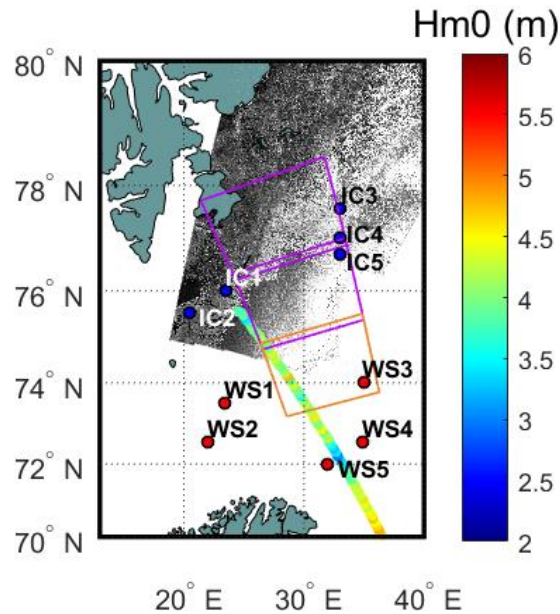 Hm0 (m)
80° N
6
5.5
78° N
IC3
5
IC4
IC5
4.5
76° N
IC1
IC2
4
74° N
WS3
WS1
3.5
WS2
WS4
3
72° N
WS5
2.5
70° N
2
20° E 30° E 40° E